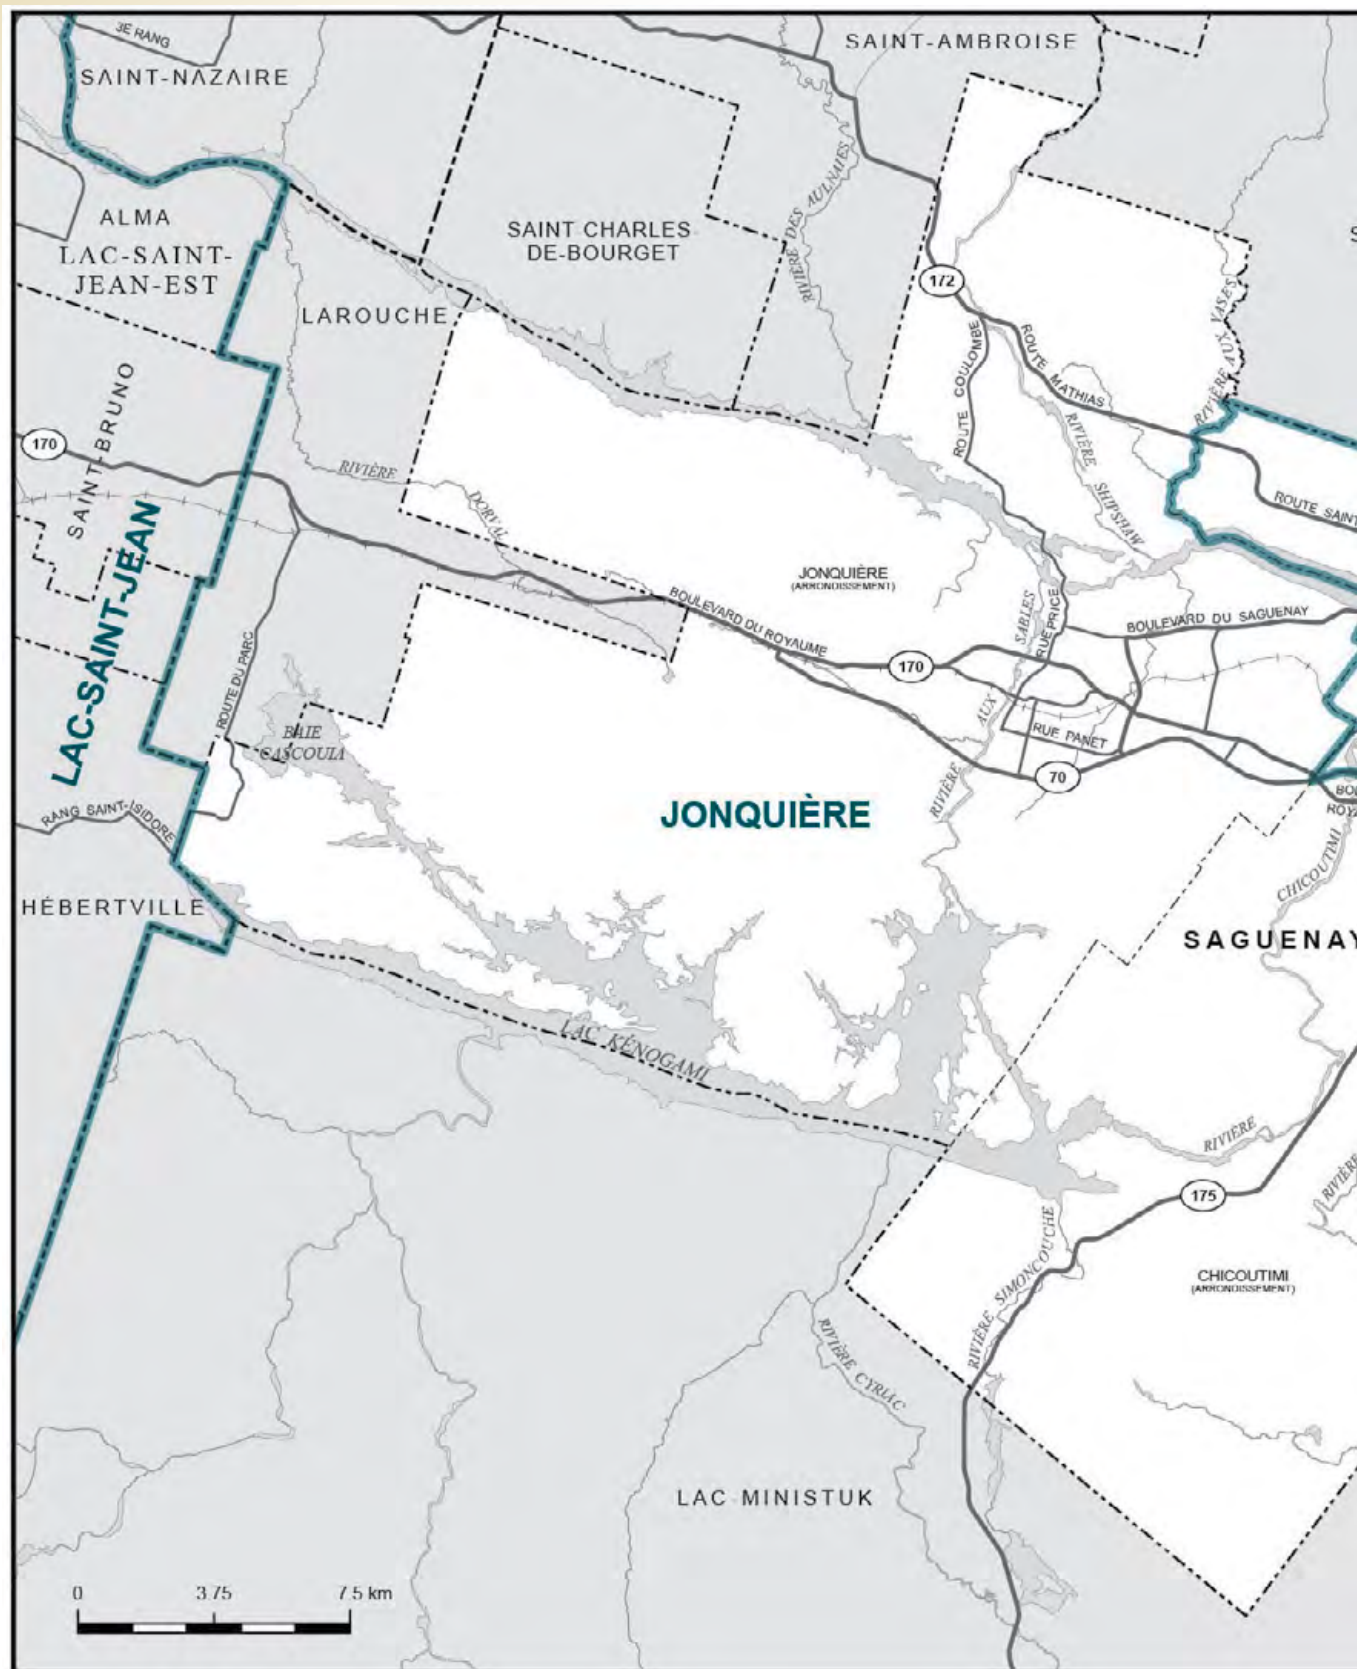 3E RANG
SAINT-NAZAIRE
SAINT-AMBROISE
ALMA
LAC-SAINT-
JEAN-EST
SAINT CHARLES
DE-BOURGET
RIVIÈRE DES AULNAIES
LAROUCHE
172
ROUTE COULOMBE
ROUTE MATHIAS
RIVIÈRE AUX VASES
S
170
SAINT-BRUNO
RIVIÈRE
DORVAL
RIVIÈRE SHIPSHAW
ROUTE SAINT
LAC-SAINT-JEAN
JONQUIÈRE
(ARRONDISSEMENT)
BOULEVARD DU ROYAUME
170
RUE PRICE
BOULEVARD DU SAGUENAY
RIVIÈRE AUX SABLES
ROUTE DU PARC
BAIE
CASCOUIA
RUE PANET
70
BOU
ROYA
RANG SAINT-ISIDORE
JONQUIÈRE
CHICOUTIMI
HÉBERTVILLE
SAGUENAY
LAC KÉNOGAMI
RIVIÈRE
RIVIÈRE
175
RIVIÈRE SIMONCOUCHE
CHICOUTIMI
(ARRONDISSEMENT)
RIVIÈRE CYRIAC
LAC MINISTUK
0 3.75 7.5 km